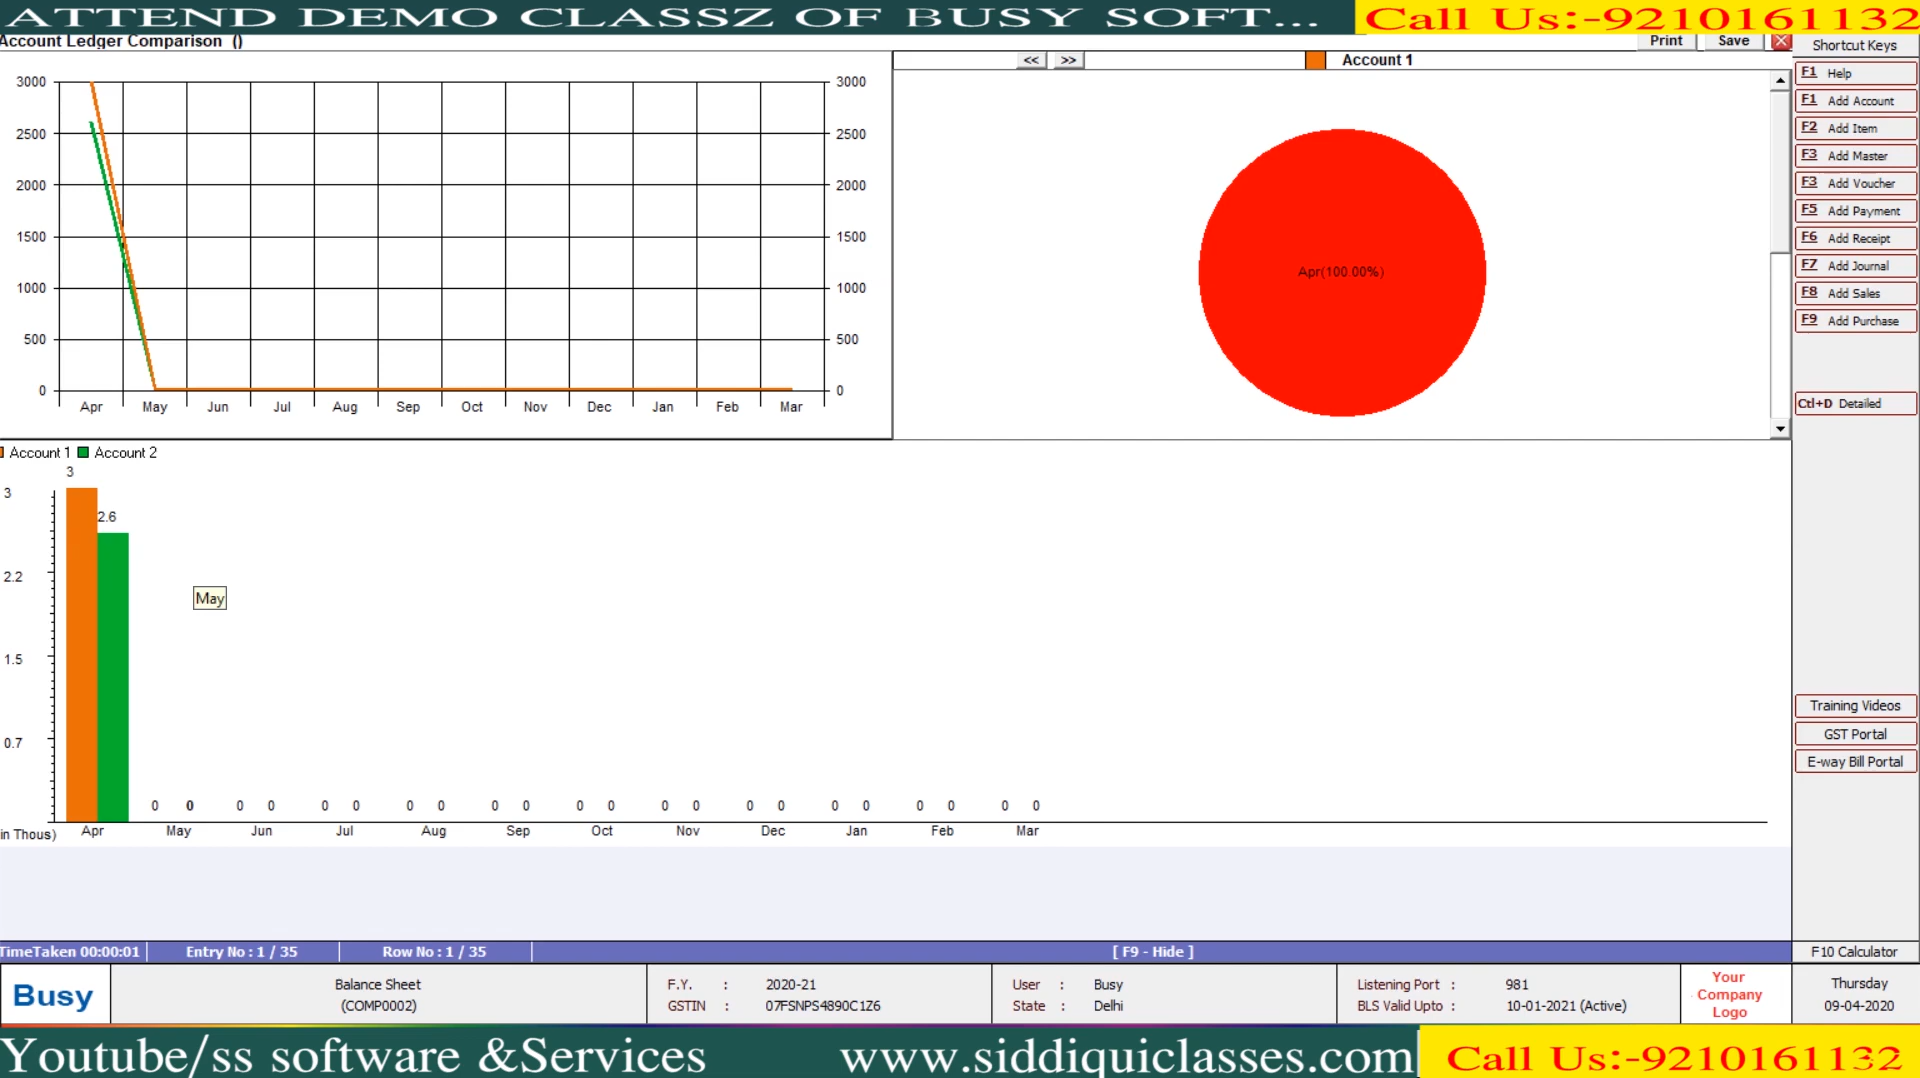 ATTEND DEMO CLASSZ OF BUSY SOFT...
Call Us:-9210161132
Account Ledger Comparison ()
Print Save
Shortcut Keys
<< >>
Account 1
3000 3000
2500 2500
2000 2000
1500 1500
1000 1000
500 500
0 0
Apr May Jun Jul Aug Sep Oct Nov Dec Jan Feb Mar
Apr(100.00%)
F1 Help
F1 Add Account
F2 Add Item
F3 Add Master
F3 Add Voucher
F5 Add Payment
F6 Add Receipt
F7 Add Journal
F8 Add Sales
F9 Add Purchase
Ctl+D Detailed
Training Videos
GST Portal
E-way Bill Portal
Account 1 Account 2
3
3
2.6
2.2
May
1.5
0.7
0 0 0 0 0 0 0 0 0 0 0 0 0 0 0 0 0 0 0 0 0 0
in Thous) Apr May Jun Jul Aug Sep Oct Nov Dec Jan Feb Mar
TimeTaken 00:00:01 Entry No : 1 / 35 Row No : 1 / 35 [ F9 - Hide ]
F10 Calculator
Busy
Balance Sheet
(COMP0002)
F.Y. : 2020-21
GSTIN : 07FSNPS4890C1Z6
User : Busy
State : Delhi
Listening Port : 981
BLS Valid Upto : 10-01-2021 (Active)
Your
Company
Logo
Thursday
09-04-2020
Youtube/ss software &Services www.siddiquiclasses.com
Call Us:-9210161132